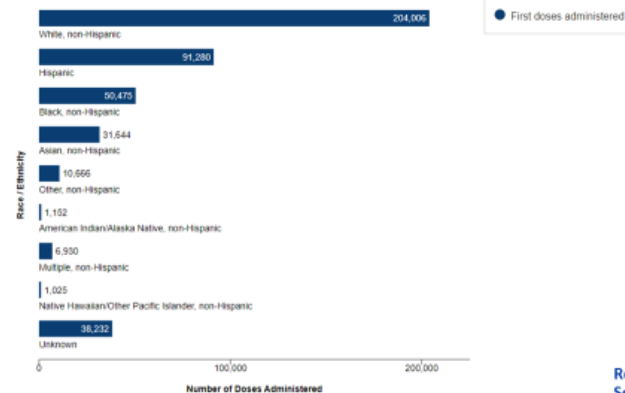 First doses administered
204,006
White, non-Hispanic
91,280
Hispanic
50,475
Black, non-Hispanic
31,644
Asian, non-Hispanic
10,666
Other, non-Hispanic
1,152
American Indian/Alaska Native, non-Hispanic
6,930
Multiple, non-Hispanic
1,025
Native Hawaiian/Other Pacific Islander, non-Hispanic
38,232
Unknown
Race / Ethnicity
0 100,000 200,000
Number of Doses Administered